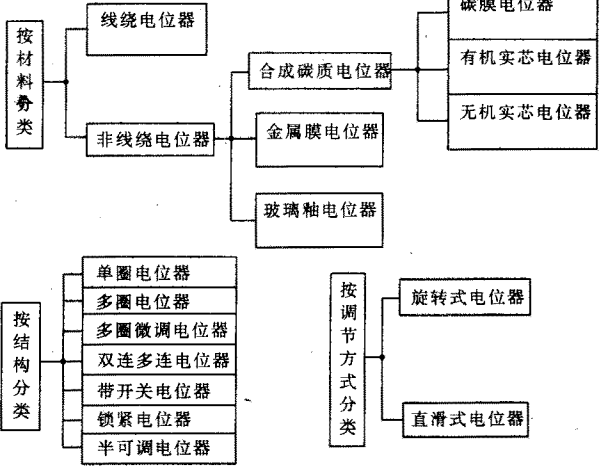 按材料分类
线绕电位器
非线绕电位器
合成碳质电位器
碳膜电位器
有机实芯电位器
无机实芯电位器
金属膜电位器
玻璃釉电位器
按结构分类
单圈电位器
多圈电位器
多圈微调电位器
双连多连电位器
带开关电位器
锁紧电位器
半可调电位器
按调节方式分类
旋转式电位器
直滑式电位器